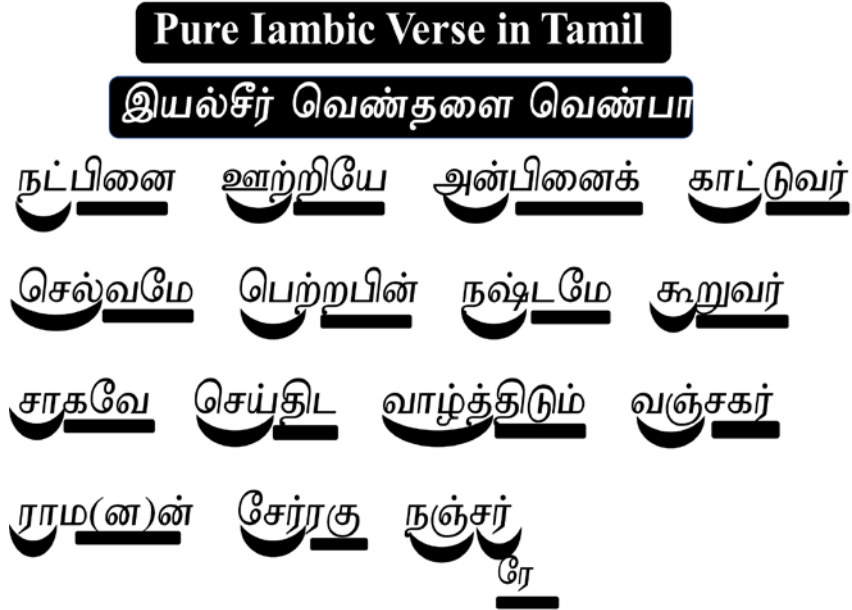 Pure Iambic Verse in Tamil
இயல்சீர் வெண்தளை வெண்பா
நட்பினை ஊற்றியே அன்பினைக் காட்டுவர்
செல்வமே பெற்றபின் நஷ்டமே கூறுவர்
சாகவே செய்திட வாழ்த்திடும் வஞ்சகர்
ராம(ன)ன் சேர்ரகு நஞ்சர்
ரே